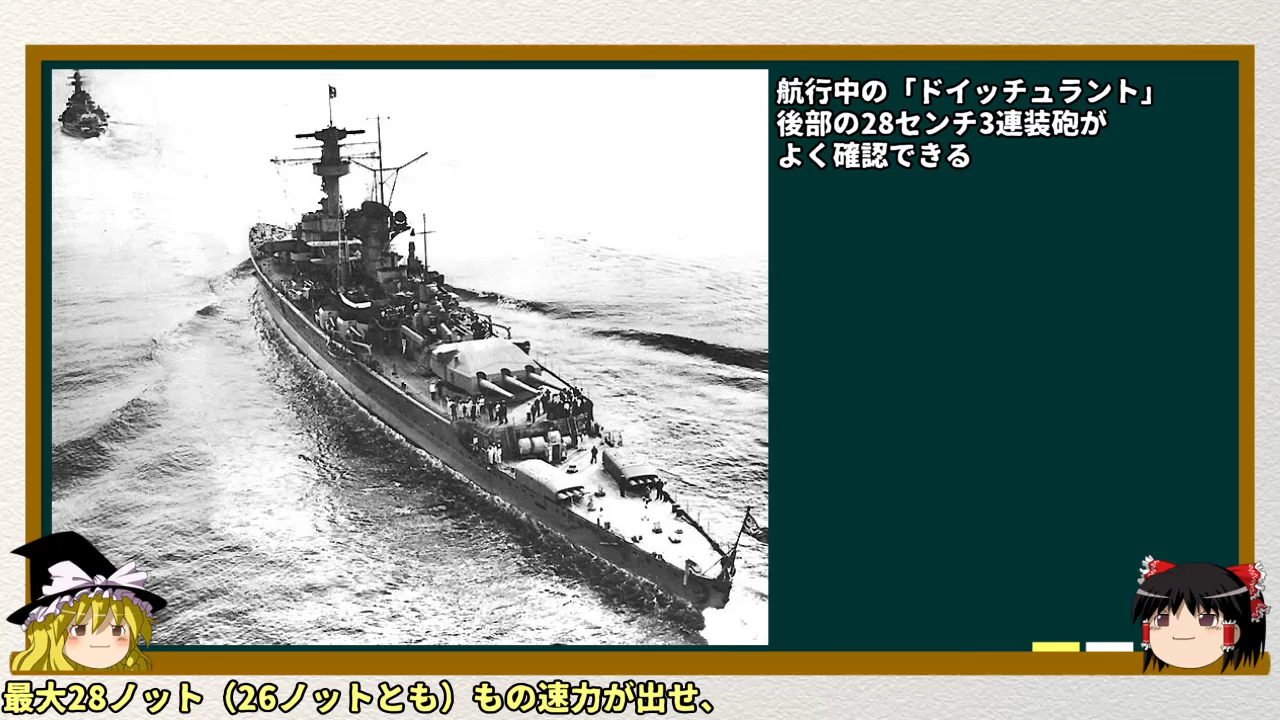 航行中の「ドイッチュラント」
後部の28センチ3連装砲が
よく確認できる
最大28ノット（26ノットとも）もの速力が出せ、